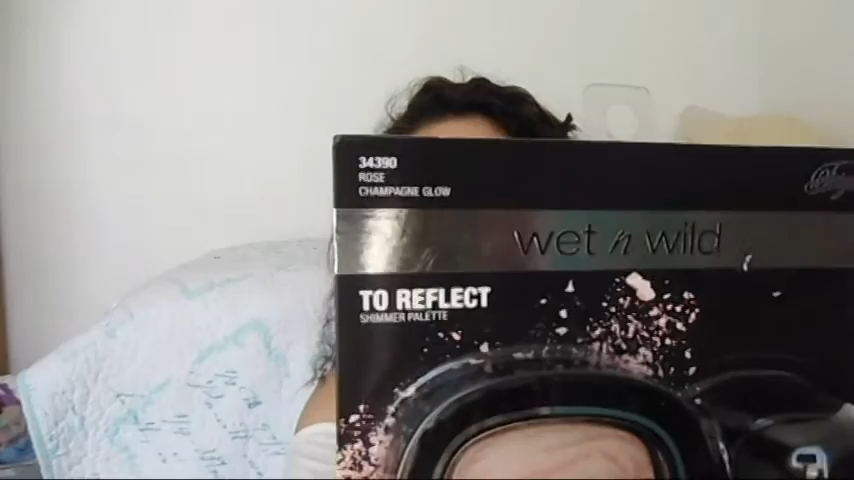 34390
ROSE
CHAMPAGNE GLOW
wet n wild
TO REFLECT
SHIMMER PALETTE